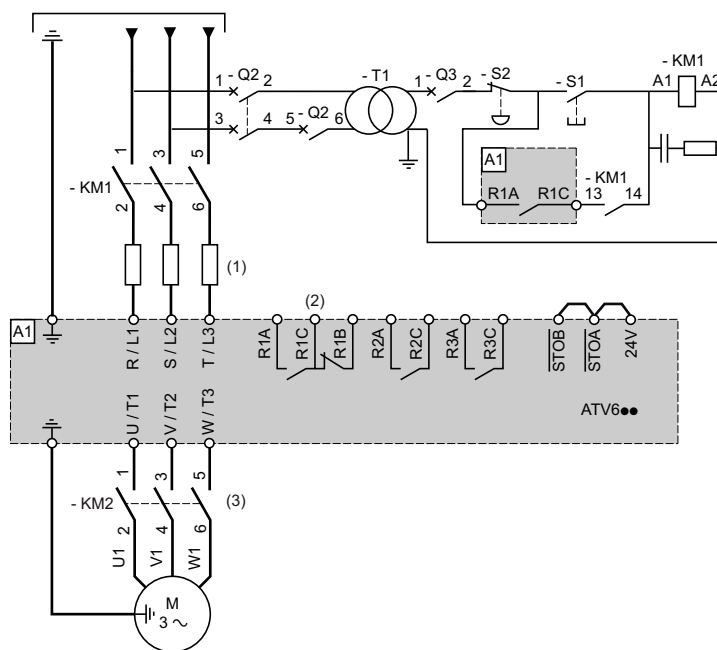 1 - Q2 2 - T1 1 - Q3 2 - S2 - S1 - KM1
A1 A2
3 4 5 - Q2 6
1 3 5
A1
- KM1
R1A R1C 13 - KM1 14
2 4 6
(1)
(2)
A1
R / L1 S / L2 T / L3 R1A R1C R1B R2A R2C R3A R3C STOB STOA 24V
U / T1 V / T2 W / T3
ATV6●●
1 3 5
- KM2
(3)
2 4 6
U1 V1 W1
M
3 ~